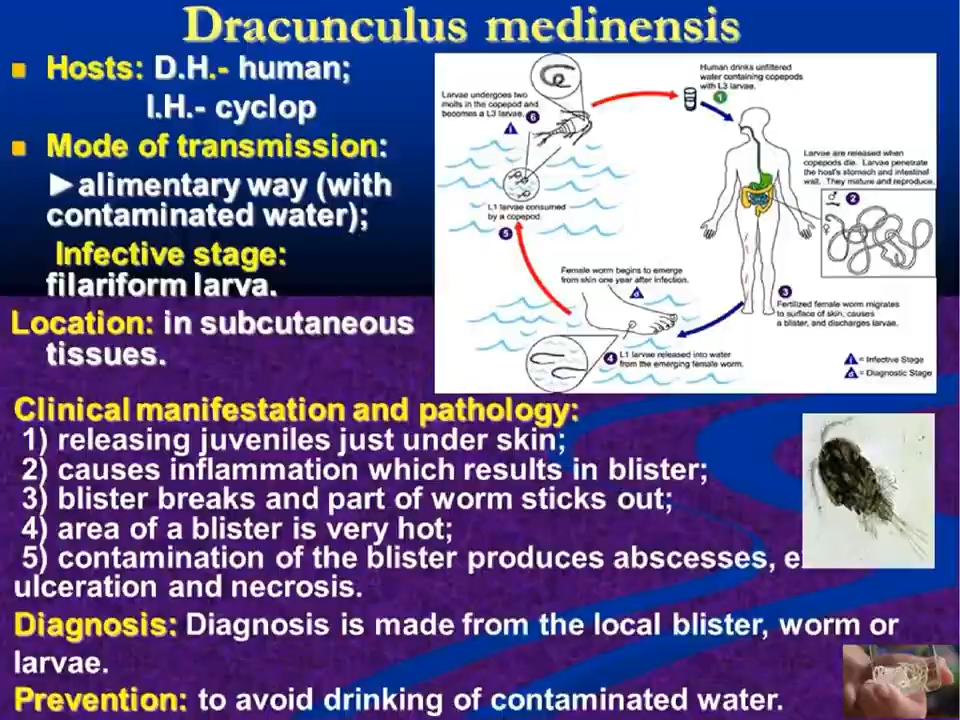 Dracunculus medinensis
Hosts: D.H.- human;
I.H.- cyclop
Mode of transmission:
►alimentary way (with
contaminated water);
Infective stage:
filariform larva.
Location: in subcutaneous
tissues.
Larvae undergoes two
molts in the copepod and
becomes a L3 larvae. 6
i
Human drinks unfiltered
water containing copepods
with L3 larvae.
1
Larvae are released when
copepods die. Larvae penetrate
the host's stomach and intestinal
wall. They mature and reproduce.
♂ 2
♀
L1 larvae consumed
by a copepod
5
Female worm begins to emerge
from skin one year after infection.
d
3
Fertilized female worm migrates
to surface of skin, causes
a blister, and discharges larvae.
4 L1 larvae released into water
from the emerging female worm.
i = Infective Stage
d = Diagnostic Stage
Clinical manifestation and pathology:
1) releasing juveniles just under skin;
2) causes inflammation which results in blister;
3) blister breaks and part of worm sticks out;
4) area of a blister is very hot;
5) contamination of the blister produces abscesses,
ulceration and necrosis.
Diagnosis: Diagnosis is made from the local blister, worm or
larvae.
Prevention: to avoid drinking of contaminated water.